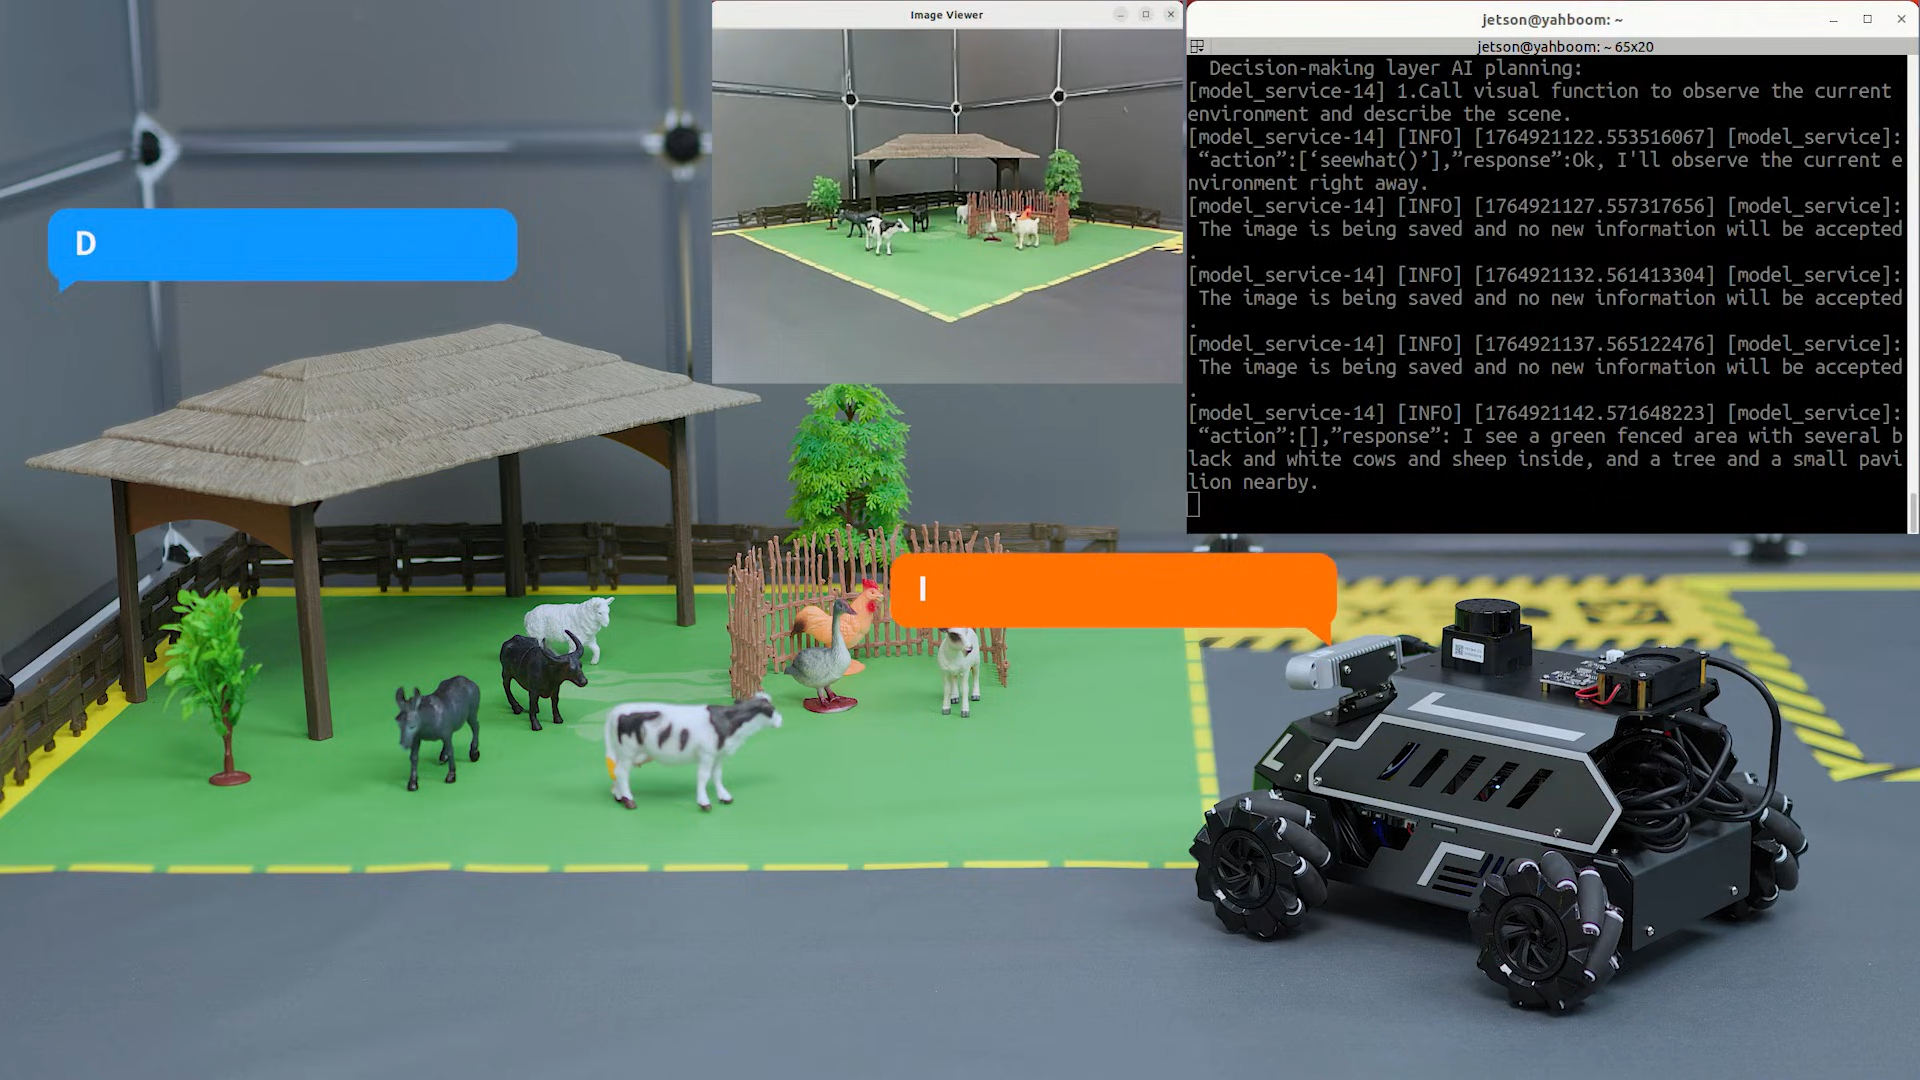 Image Viewer
jetson@yahboom: ~
jetson@yahboom: ~ 65x20
Decision-making layer AI planning:
[model_service-14] 1.Call visual function to observe the current
environment and describe the scene.
[model_service-14] [INFO] [1764921122.553516067] [model_service]:
“action”:[‘seewhat()’],”response”:Ok, I'll observe the current e
nvironment right away.
[model_service-14] [INFO] [1764921127.557317656] [model_service]:
The image is being saved and no new information will be accepted
.
[model_service-14] [INFO] [1764921132.561413304] [model_service]:
The image is being saved and no new information will be accepted
.
[model_service-14] [INFO] [1764921137.565122476] [model_service]:
The image is being saved and no new information will be accepted
.
[model_service-14] [INFO] [1764921142.571648223] [model_service]:
“action”:[],”response”: I see a green fenced area with several b
lack and white cows and sheep inside, and a tree and a small pavi
lion nearby.
D
I